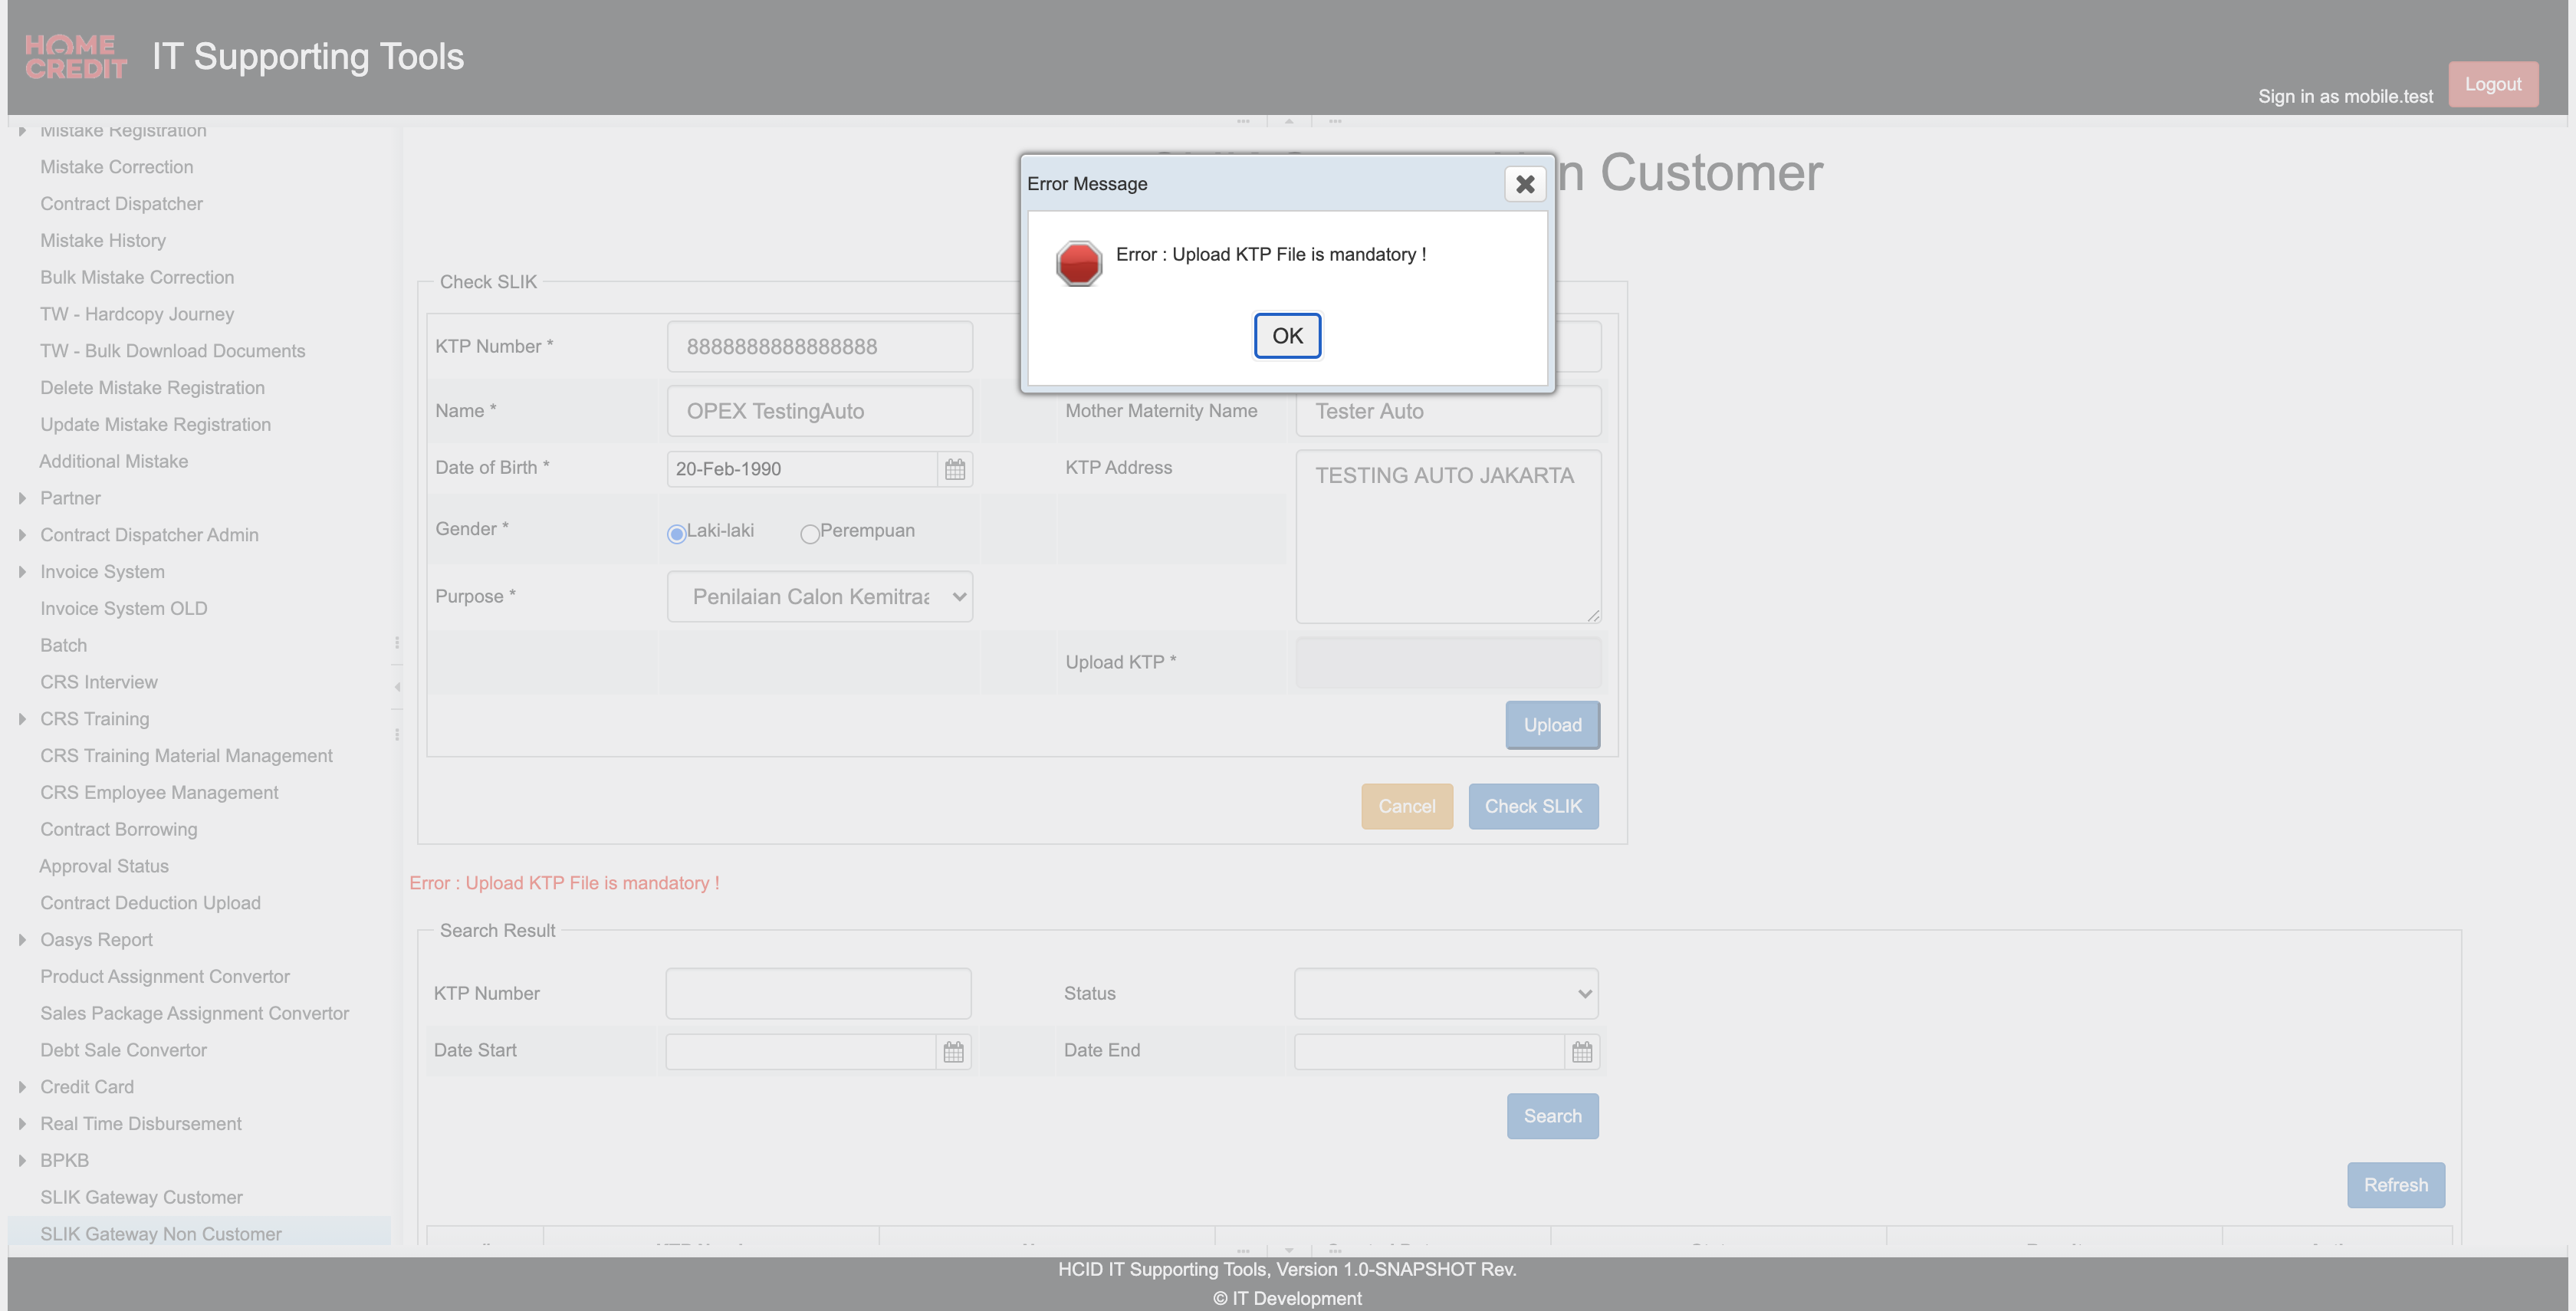 HOME
CREDIT
IT Supporting Tools
Sign in as mobile.test
Logout
Mistake Registration
Mistake Correction
Contract Dispatcher
Mistake History
Bulk Mistake Correction
TW - Hardcopy Journey
TW - Bulk Download Documents
Delete Mistake Registration
Update Mistake Registration
Additional Mistake
Partner
Contract Dispatcher Admin
Invoice System
Invoice System OLD
Batch
CRS Interview
CRS Training
CRS Training Material Management
CRS Employee Management
Contract Borrowing
Approval Status
Contract Deduction Upload
Oasys Report
Product Assignment Convertor
Sales Package Assignment Convertor
Debt Sale Convertor
Credit Card
Real Time Disbursement
BPKB
SLIK Gateway Customer
SLIK Gateway Non Customer
n Customer
Error Message
Error : Upload KTP File is mandatory !
OK
Check SLIK
KTP Number *
8888888888888888
Name *
OPEX TestingAuto
Mother Maternity Name
Tester Auto
Date of Birth *
20-Feb-1990
KTP Address
TESTING AUTO JAKARTA
Gender *
Laki-laki
Perempuan
Purpose *
Penilaian Calon Kemitraa
Upload KTP *
Upload
Cancel
Check SLIK
Error : Upload KTP File is mandatory !
Search Result
KTP Number
Status
Date Start
Date End
Search
Refresh
HCID IT Supporting Tools, Version 1.0-SNAPSHOT Rev.
© IT Development